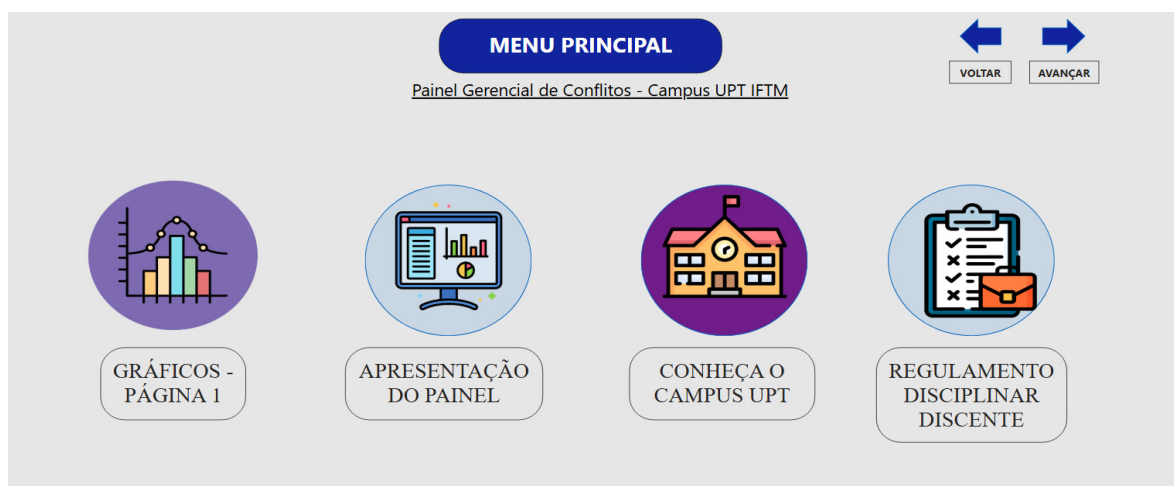 MENU PRINCIPAL
Painel Gerencial de Conflitos - Campus UPT IFTM
VOLTAR
AVANÇAR
GRÁFICOS -
PÁGINA 1
APRESENTAÇÃO
DO PAINEL
CONHEÇA O
CAMPUS UPT
REGULAMENTO
DISCIPLINAR
DISCENTE